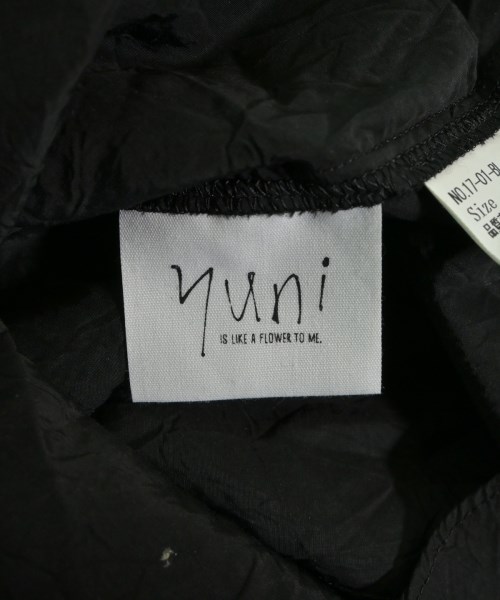 yuni
IS LIKE A FLOWER TO ME.
NO.17-01-BL
Size